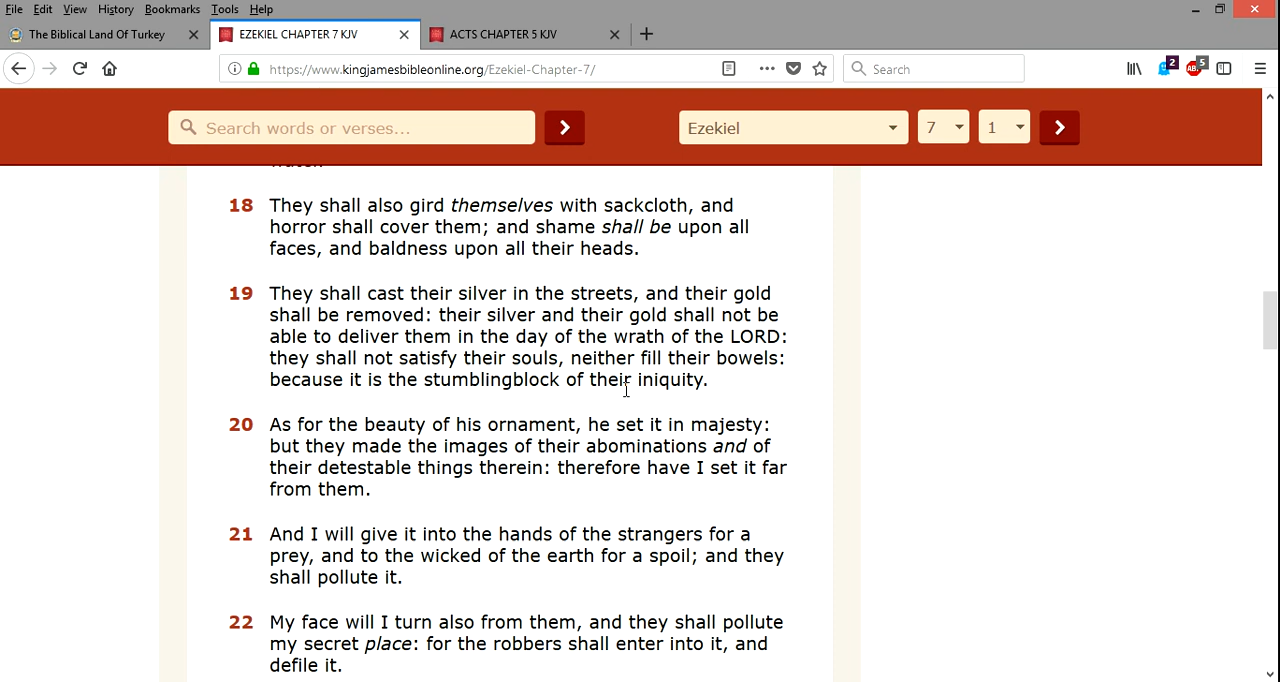 File Edit View History Bookmarks Tools Help
The Biblical Land Of Turkey EZEKIEL CHAPTER 7 KJV ACTS CHAPTER 5 KJV
https://www.kingjamesbibleonline.org/Ezekiel-Chapter-7/ Search 2 ABP 5
Search words or verses... Ezekiel 7 1
water.
18 They shall also gird themselves with sackcloth, and
horror shall cover them; and shame shall be upon all
faces, and baldness upon all their heads.
19 They shall cast their silver in the streets, and their gold
shall be removed: their silver and their gold shall not be
able to deliver them in the day of the wrath of the LORD:
they shall not satisfy their souls, neither fill their bowels:
because it is the stumblingblock of their iniquity.
20 As for the beauty of his ornament, he set it in majesty:
but they made the images of their abominations and of
their detestable things therein: therefore have I set it far
from them.
21 And I will give it into the hands of the strangers for a
prey, and to the wicked of the earth for a spoil; and they
shall pollute it.
22 My face will I turn also from them, and they shall pollute
my secret place: for the robbers shall enter into it, and
defile it.